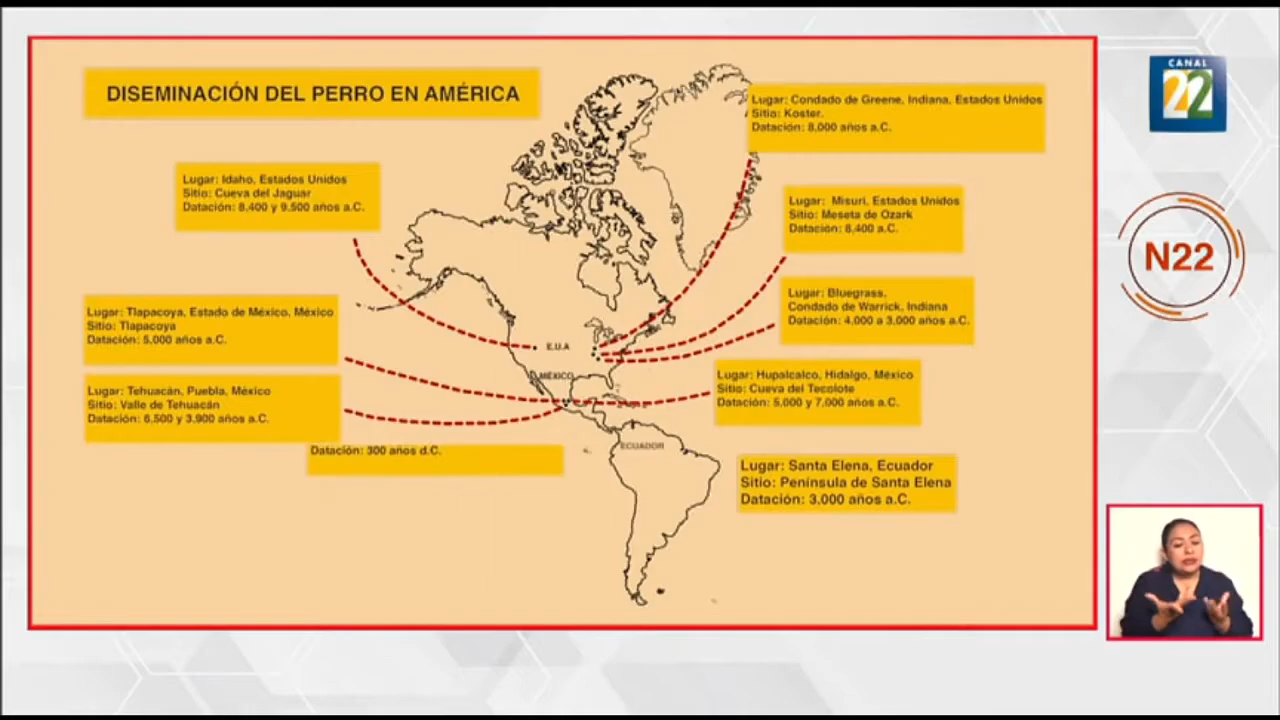 DISEMINACIÓN DEL PERRO EN AMÉRICA
Lugar: Condado de Greene, Indiana, Estados Unidos
Sitio: Koster.
Datación: 8,000 años a.C.
CANAL
22
Lugar: Idaho, Estados Unidos
Sitio: Cueva del Jaguar
Datación: 8,400 y 9,500 años a.C.
Lugar: Misuri, Estados Unidos
Sitio: Meseta de Ozark
Datación: 8,400 a.C.
N22
Lugar: Bluegrass,
Condado de Warrick, Indiana
Datación: 4,000 a 3,000 años a.C.
Lugar: Tlapacoya, Estado de México, México
Sitio: Tlapacoya
Datación: 5,000 años a.C.
E.U.A
MÉXICO
Lugar: Hupalcalco, Hidalgo, México
Sitio: Cueva del Tecolote
Datación: 5,000 y 7,000 años a.C.
Lugar: Tehuacán, Puebla, México
Sitio: Valle de Tehuacán
Datación: 6,500 y 3,900 años a.C.
Datación: 300 años d.C.
ECUADOR
Lugar: Santa Elena, Ecuador
Sitio: Península de Santa Elena
Datación: 3,000 años a.C.